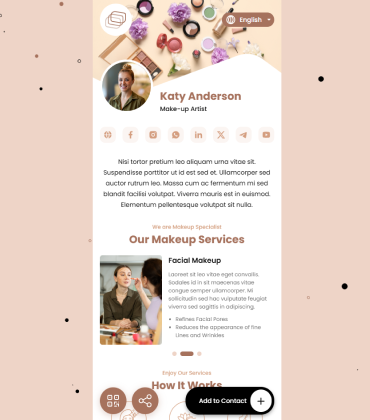 English
Katy Anderson
Make-up Artist
Nisi tortor pretium leo aliquam urna vitae sit.
Suspendisse porttitor ut id est sed et. Ullamcorper sed
auctor rutrum leo. Massa cum ac fermentum mi sed
blandit facilisi volutpat. Viverra mauris est id volutpat.
Elementum pellentesque volutpat sit nulla.
We are Makeup Specialist
Our Makeup Services
Facial Makeup
Laoreet sit leo vitae eget convallis.
Sodales id in sit maecenas vitae
congue semper ullamcorper. Mi
sollicitudin sed hac vulputate feugiat
viverra sed sagittis in adipiscing.
• Refines Facial Pores
• Reduces the appearance of fine
Lines and Wrinkles
Enjoy Our Services
How It Works
Add to Contact